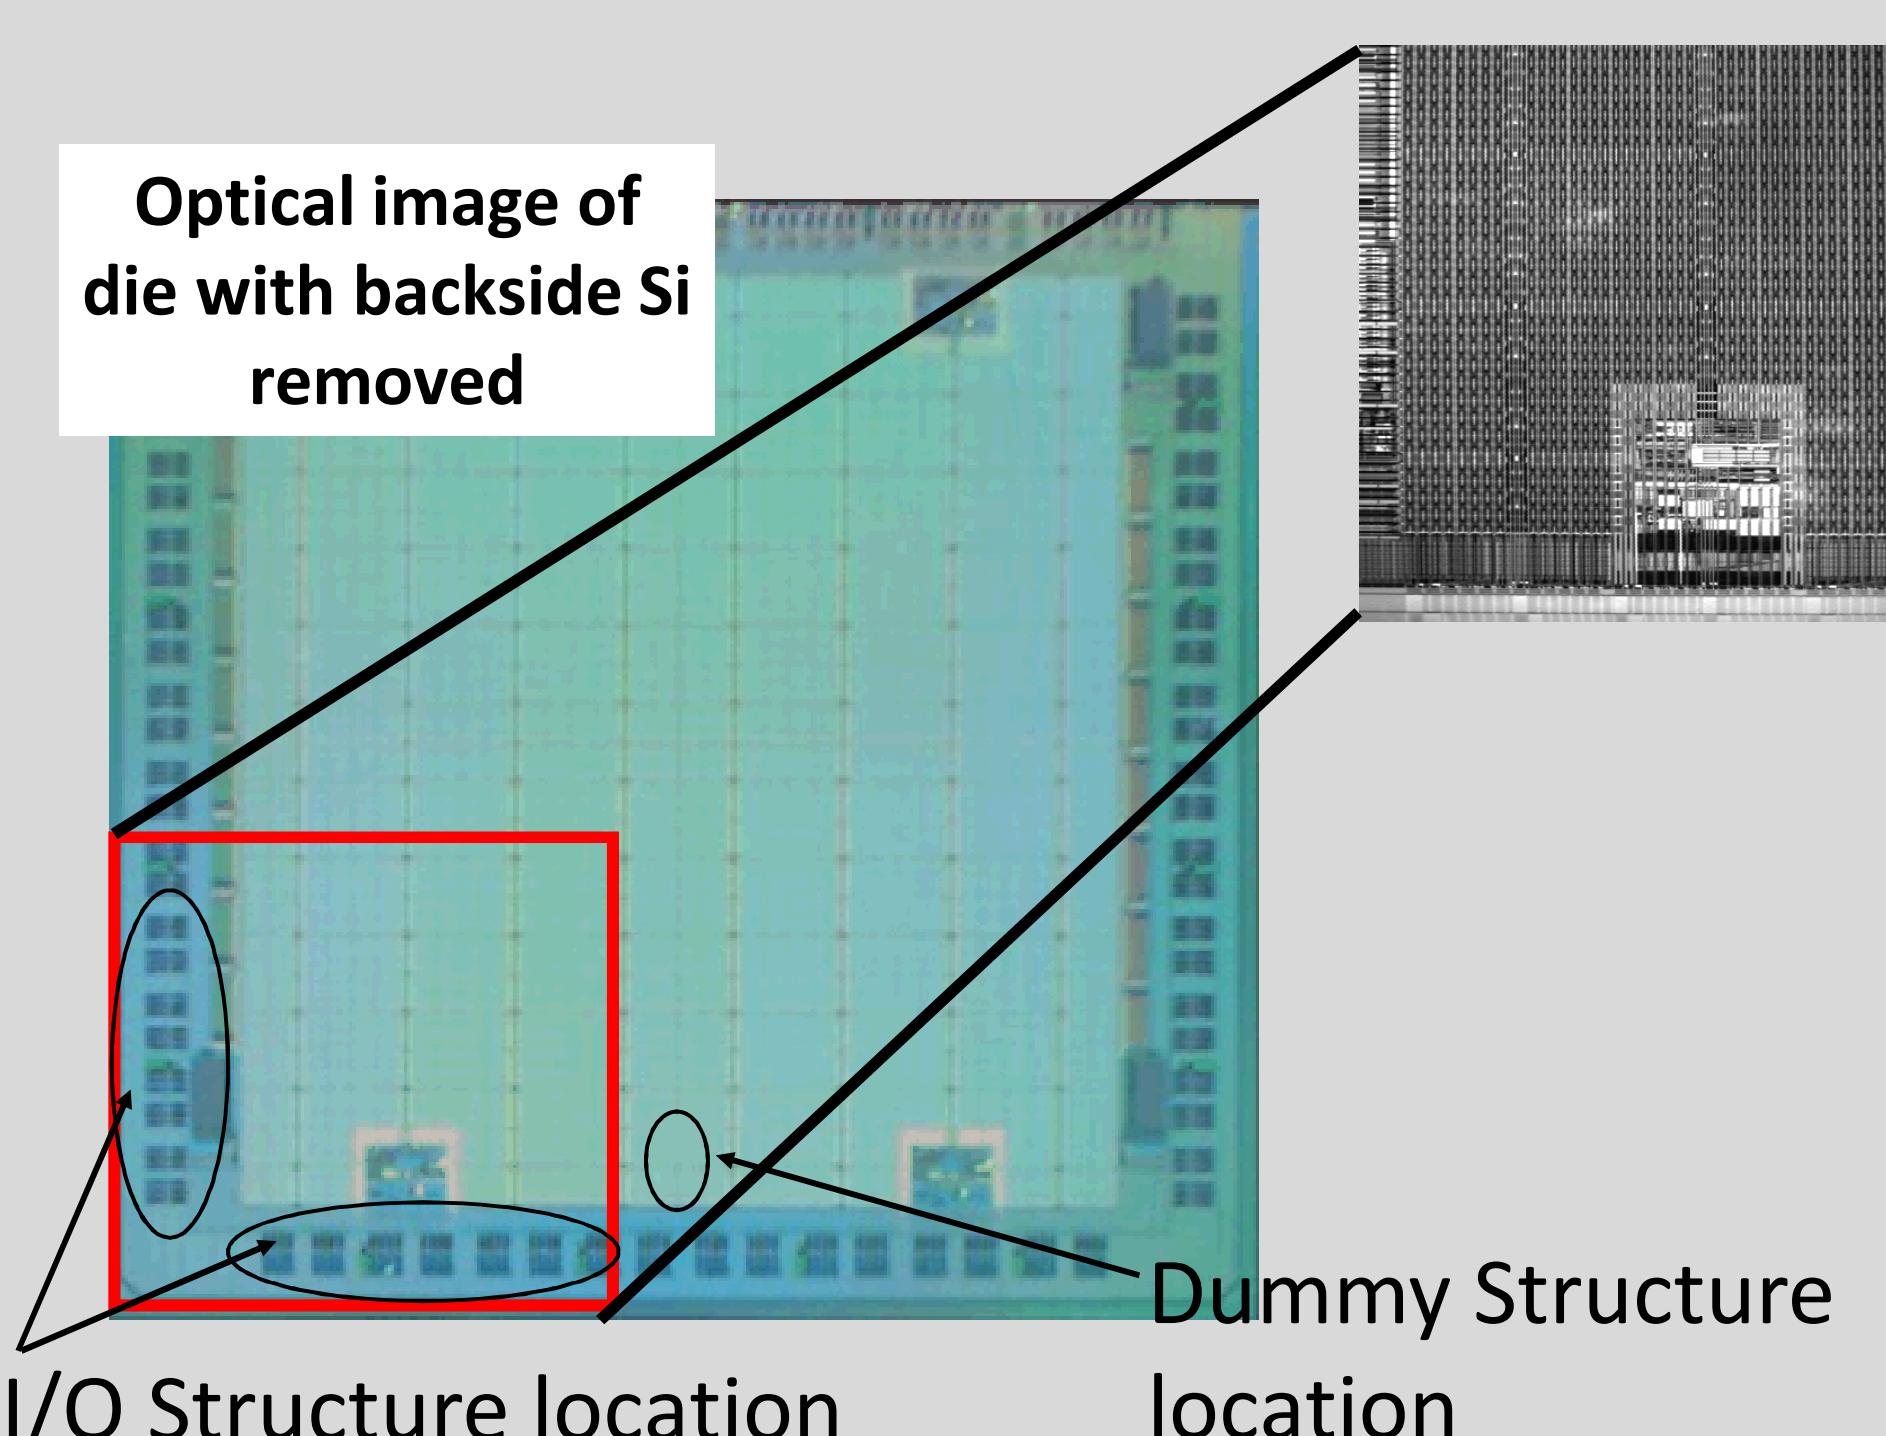 Optical image of
die with backside Si
removed
Dummy Structure
location
I/O Structure location